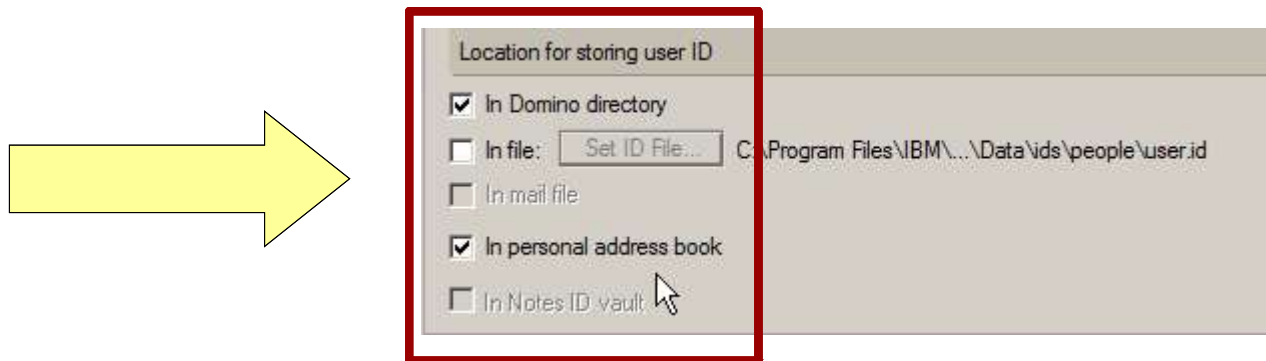 Location for storing user ID
In Domino directory
In file: Set ID File... C:\Program Files\IBM\...\Data\ids\people\user.id
In mail file
In personal address book
In Notes ID vault